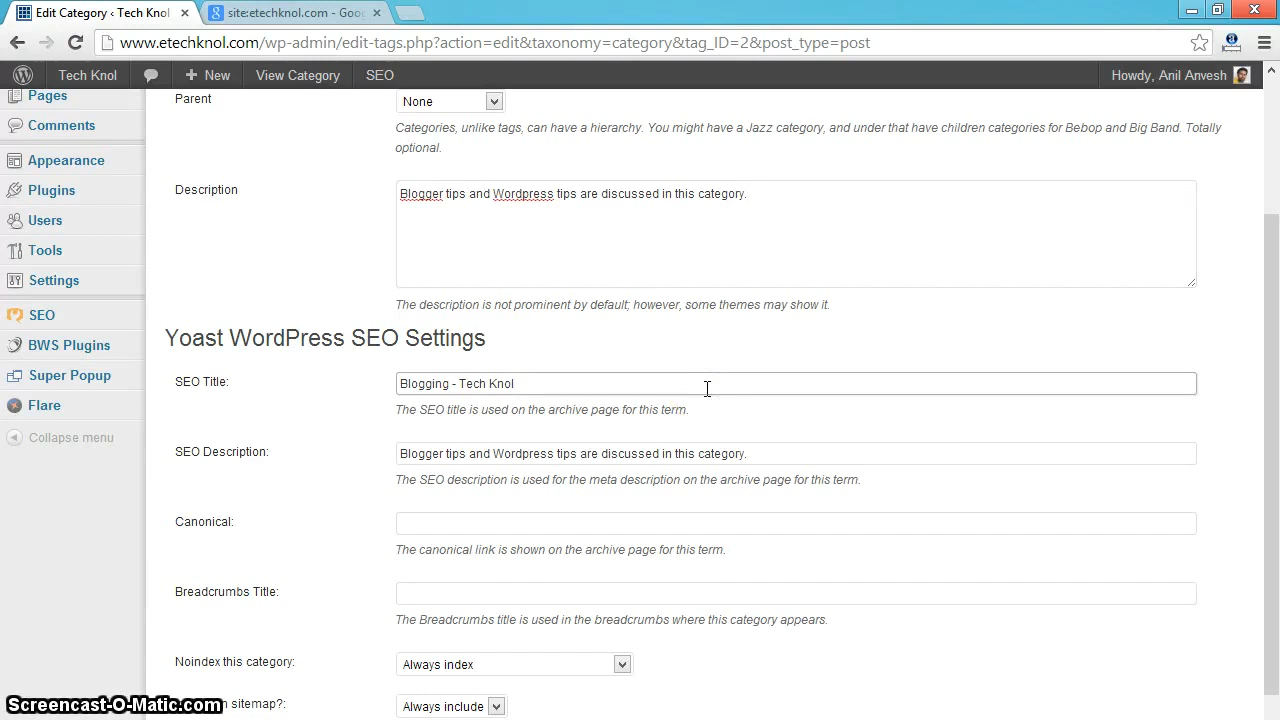 Edit Category ‹ Tech Knol
site:etechknol.com - Goo
www.etechknol.com/wp-admin/edit-tags.php?action=edit&taxonomy=category&tag_ID=2&post_type=post
Tech Knol
New
View Category
SEO
Howdy, Anil Anvesh
Pages
Comments
Appearance
Plugins
Users
Tools
Settings
SEO
BWS Plugins
Super Popup
Flare
Collapse menu
Parent
None
Categories, unlike tags, can have a hierarchy. You might have a Jazz category, and under that have children categories for Bebop and Big Band. Totally
optional.
Description
Blogger tips and Wordpress tips are discussed in this category.
The description is not prominent by default; however, some themes may show it.
Yoast WordPress SEO Settings
SEO Title:
Blogging - Tech Knol
The SEO title is used on the archive page for this term.
SEO Description:
Blogger tips and Wordpress tips are discussed in this category.
The SEO description is used for the meta description on the archive page for this term.
Canonical:
The canonical link is shown on the archive page for this term.
Breadcrumbs Title:
The Breadcrumbs title is used in the breadcrumbs where this category appears.
Noindex this category:
Always index
sitemap?:
Always include
Screencast-O-Matic.com